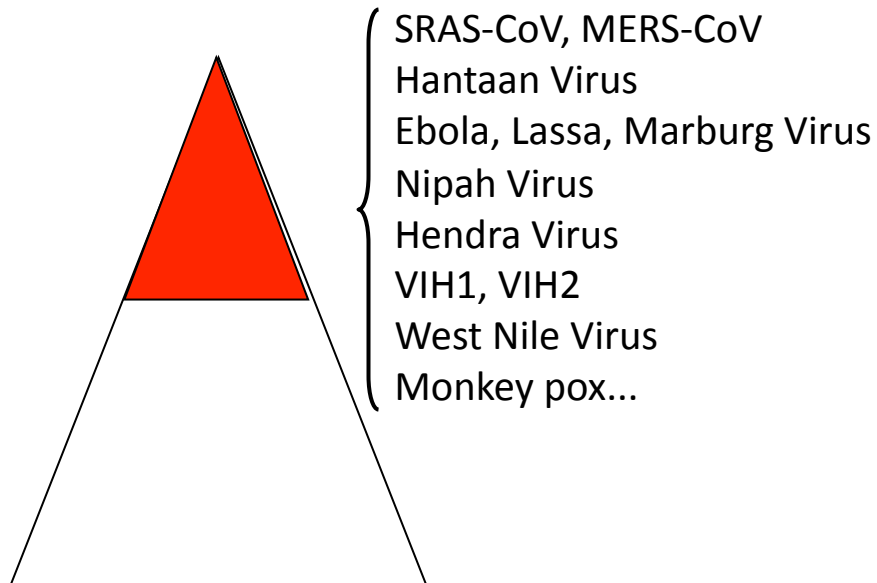 SRAS-CoV, MERS-CoV
Hantaan Virus
Ebola, Lassa, Marburg Virus
Nipah Virus
Hendra Virus
VIH1, VIH2
West Nile Virus
Monkey pox...